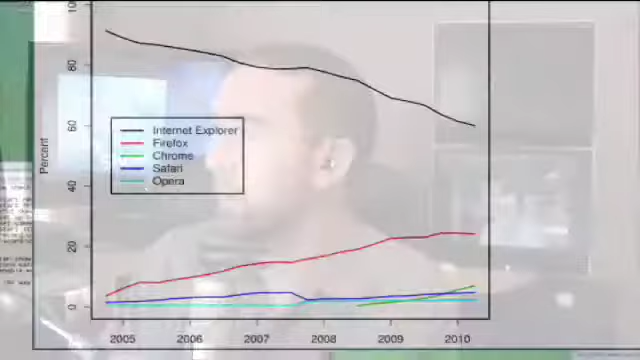 100
80
60
40
20
0
Percent
Internet Explorer
Firefox
Chrome
Safari
Opera
2005 2006 2007 2008 2009 2010